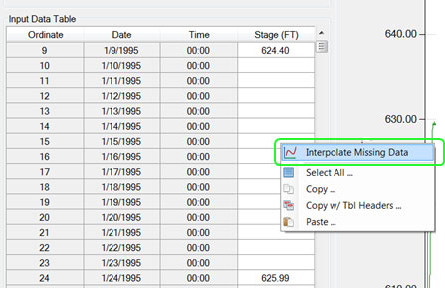 Input Data Table
Ordinate Date Time Stage (FT)
9 1/9/1995 00:00 624.40
10 1/10/1995 00:00
11 1/11/1995 00:00
12 1/12/1995 00:00
13 1/13/1995 00:00
14 1/14/1995 00:00
15 1/15/1995 00:00
16 1/16/1995 00:00
17 1/17/1995 00:00
18 1/18/1995 00:00
19 1/19/1995 00:00
20 1/20/1995 00:00
21 1/21/1995 00:00
22 1/22/1995 00:00
23 1/23/1995 00:00
24 1/24/1995 00:00 625.99
Interpclate Missing Data
Select All ...
Copy ...
Copy w/ Tbl Headers ...
Paste ...
640.00
630.00
610.00